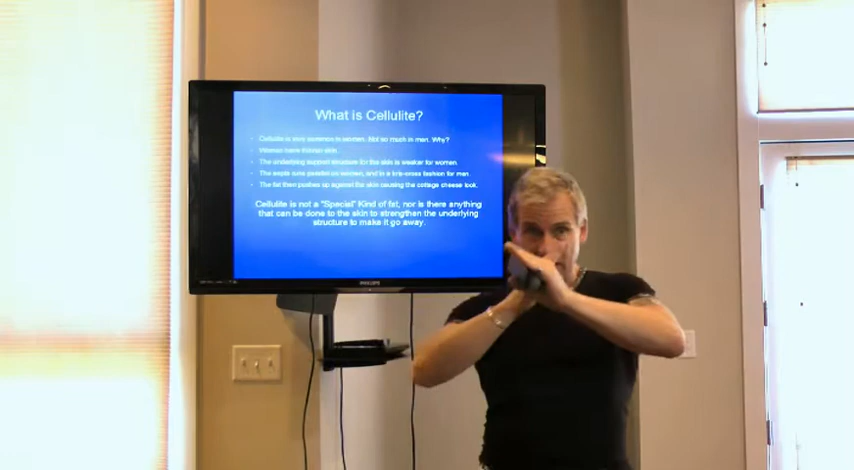 What is Cellulite?
Cellulite is very common in women. Not so much in men. Why?
Women have thinner skin.
The underlying support structure for the skin is weaker for women.
The septa runs parallel on women, and in a criss-cross fashion for men.
The fat then pushes up against the skin causing the cottage cheese look.
Cellulite is not a "Special" Kind of fat, nor is there anything
that can be done to the skin to strengthen the underlying
structure to make it go away.
PHILIPS